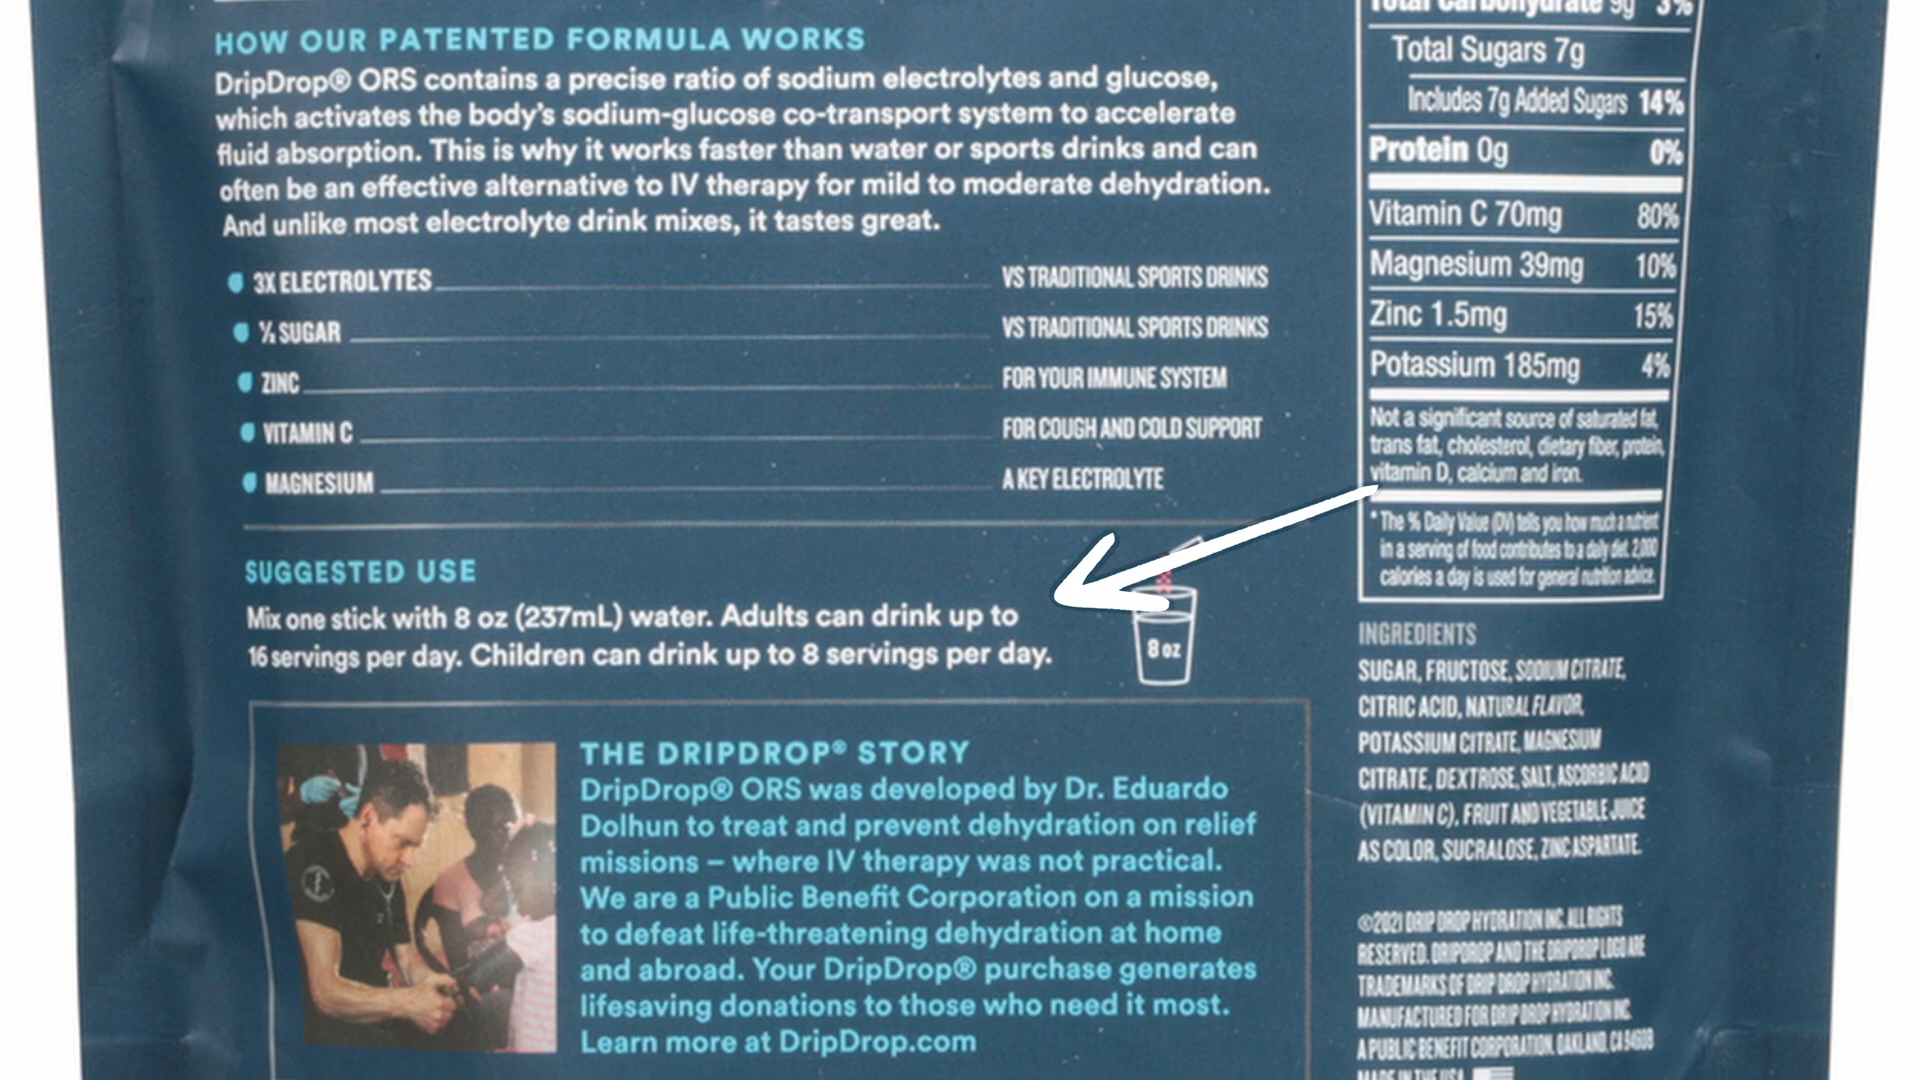 HOW OUR PATENTED FORMULA WORKS
DripDrop® ORS contains a precise ratio of sodium electrolytes and glucose,
which activates the body's sodium-glucose co-transport system to accelerate
fluid absorption. This is why it works faster than water or sports drinks and can
often be an effective alternative to IV therapy for mild to moderate dehydration.
And unlike most electrolyte drink mixes, it tastes great.
3X ELECTROLYTES VS TRADITIONAL SPORTS DRINKS
½ SUGAR VS TRADITIONAL SPORTS DRINKS
ZINC FOR YOUR IMMUNE SYSTEM
VITAMIN C FOR COUGH AND COLD SUPPORT
MAGNESIUM A KEY ELECTROLYTE
SUGGESTED USE
Mix one stick with 8 oz (237mL) water. Adults can drink up to
16 servings per day. Children can drink up to 8 servings per day.
8 oz
THE DRIPDROP® STORY
DripDrop® ORS was developed by Dr. Eduardo
Dolhun to treat and prevent dehydration on relief
missions – where IV therapy was not practical.
We are a Public Benefit Corporation on a mission
to defeat life-threatening dehydration at home
and abroad. Your DripDrop® purchase generates
lifesaving donations to those who need it most.
Learn more at DripDrop.com
Total Carbohydrate 9g 3%
Total Sugars 7g
Includes 7g Added Sugars 14%
Protein 0g 0%
Vitamin C 70mg 80%
Magnesium 39mg 10%
Zinc 1.5mg 15%
Potassium 185mg 4%
Not a significant source of saturated fat,
trans fat, cholesterol, dietary fiber, protein,
vitamin D, calcium and iron.
* The % Daily Value (DV) tells you how much a nutrient
in a serving of food contributes to a daily diet. 2,000
calories a day is used for general nutrition advice.
INGREDIENTS
SUGAR, FRUCTOSE, SODIUM CITRATE,
CITRIC ACID, NATURAL FLAVOR,
POTASSIUM CITRATE, MAGNESIUM
CITRATE, DEXTROSE, SALT, ASCORBIC ACID
(VITAMIN C), FRUIT AND VEGETABLE JUICE
AS COLOR, SUCRALOSE, ZINC ASPARTATE.
©2021 DRIP DROP HYDRATION INC. ALL RIGHTS
RESERVED. DRIPDROP AND THE DRIPDROP LOGO ARE
TRADEMARKS OF DRIP DROP HYDRATION INC.
MANUFACTURED FOR DRIP DROP HYDRATION INC.
A PUBLIC BENEFIT CORPORATION, OAKLAND, CA 94608
MADE IN THE USA